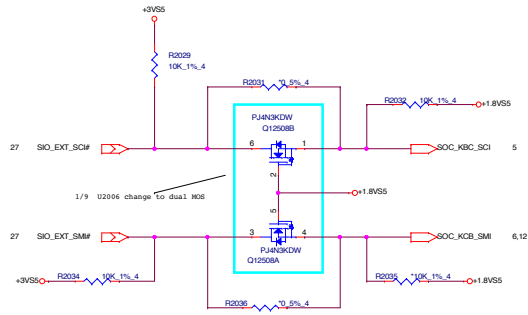 +3VS5
R2029
10K_1%_4
R2031 *0_5%_4
R2032 10K_1%_4
+1.8VS5
PJ4N3KDW
Q12508B
27 SIO_EXT_SCI# 6 1 SOC_KBC_SCI 5
2
+1.8VS5
1/9 U2006 change to dual MOS
5
27 SIO_EXT_SMI# 3 4 SOC_KCB_SMI 6,12
PJ4N3KDW
Q12508A
R2034 10K_1%_4
+3VS5
R2035 *10K_1%_4
+1.8VS5
R2036 *0_5%_4